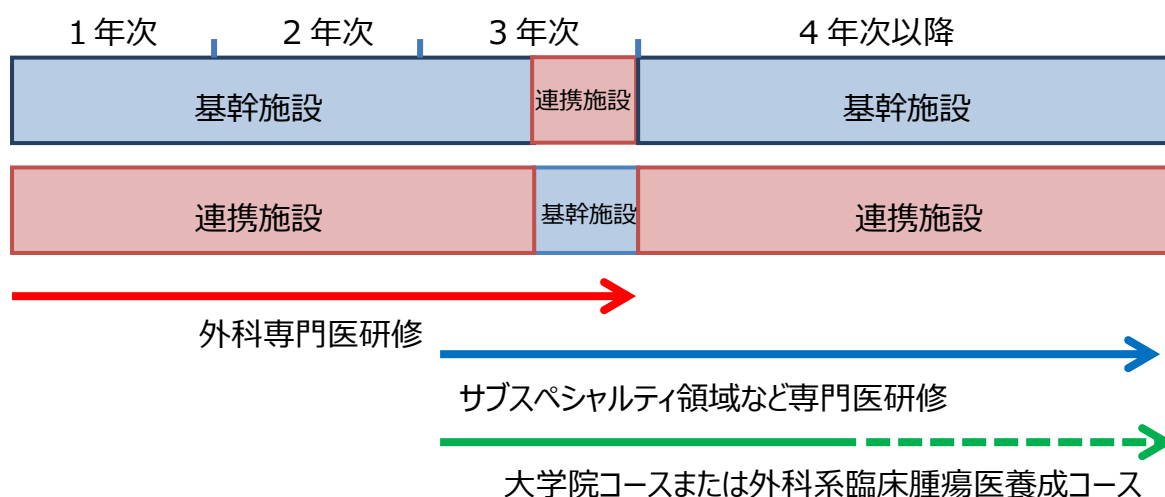 1年次 2年次 3年次 4年次以降
基幹施設 連携施設 基幹施設
連携施設 基幹施設 連携施設
外科専門医研修
サブスペシャルティ領域など専門医研修
大学院コースまたは外科系臨床腫瘍医養成コース